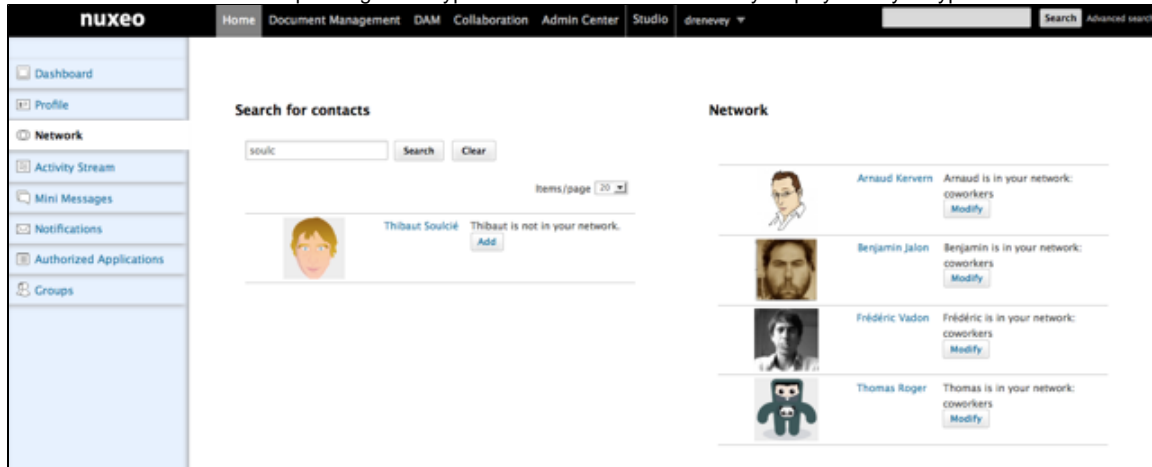 nuxeo
Home Document Management DAM Collaboration Admin Center Studio drenevey Search Advanced search
Dashboard
Profile
Network
Activity Stream
Mini Messages
Notifications
Authorized Applications
Groups
Search for contacts
soulc Search Clear
Items/page 20
Thibaut Soulcié Thibaut is not in your network.
Add
Network
Arnaud Kervern Arnaud is in your network:
coworkers
Modify
Benjamin Jalon Benjamin is in your network:
coworkers
Modify
Frédéric Vadon Frédéric is in your network:
coworkers
Modify
Thomas Roger Thomas is in your network:
coworkers
Modify